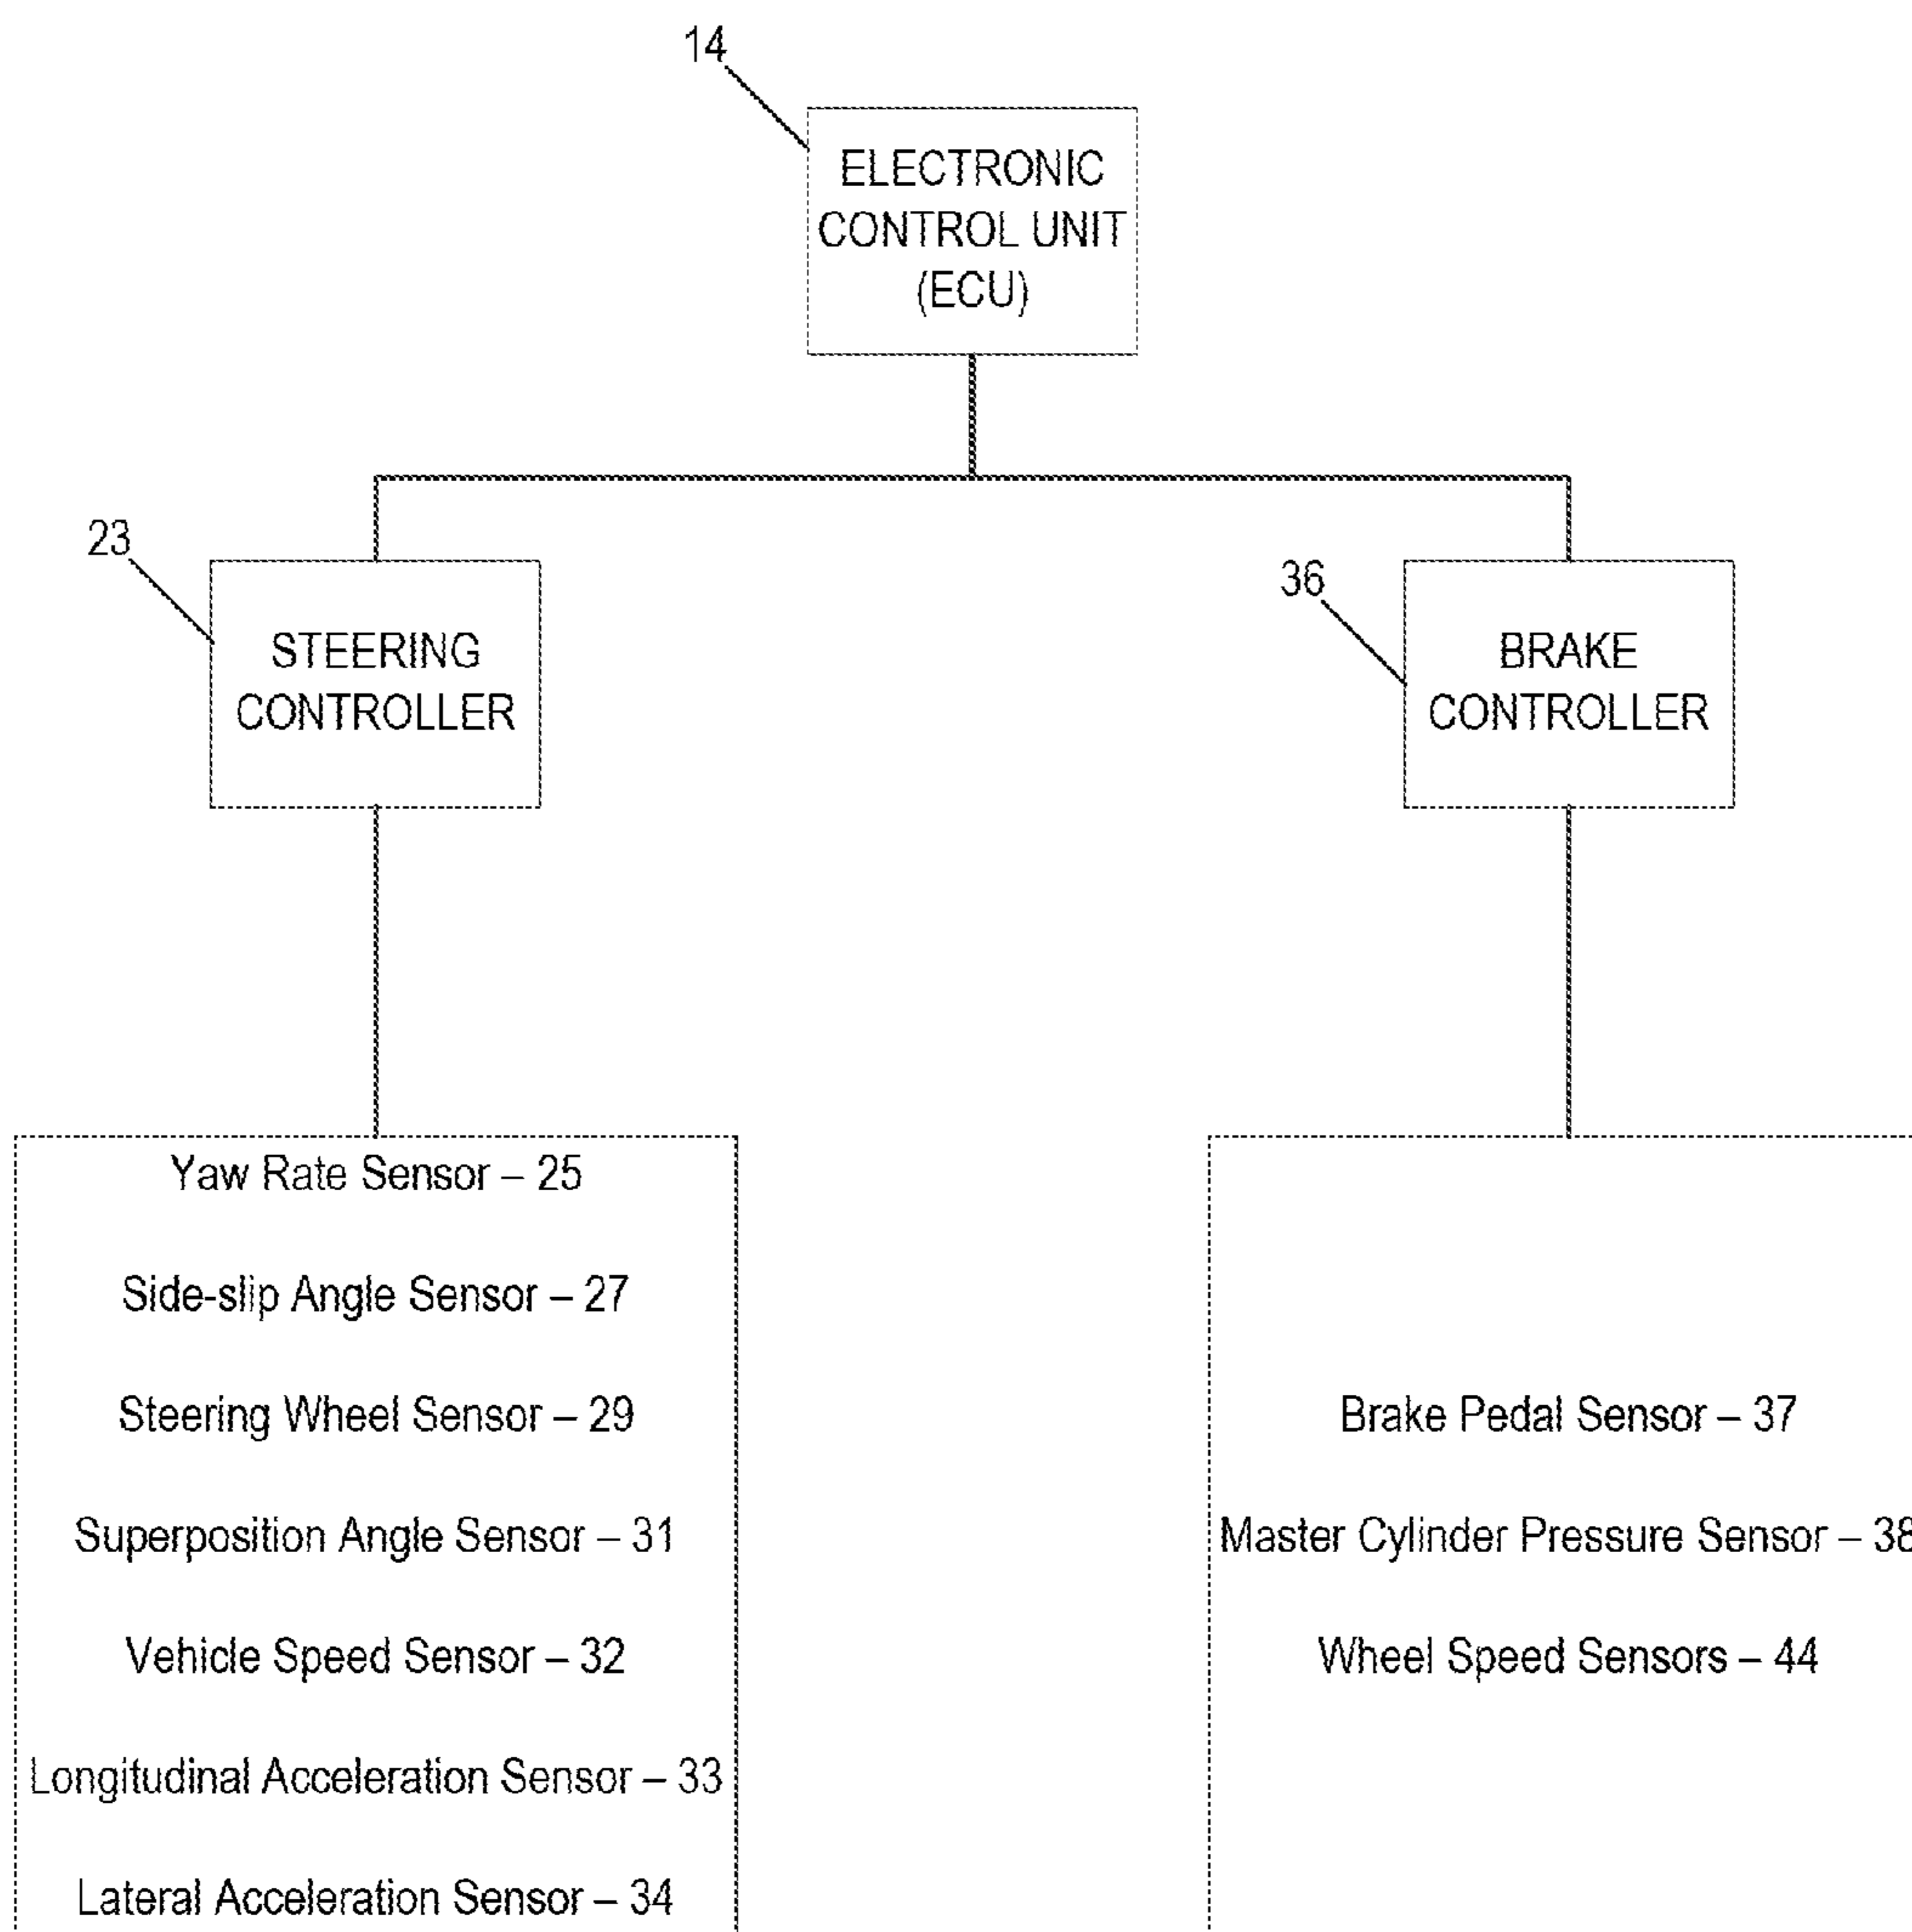 14
ELECTRONIC
CONTROL UNIT
(ECU)
23
STEERING
CONTROLLER
36
BRAKE
CONTROLLER
Yaw Rate Sensor – 25
Side-slip Angle Sensor – 27
Steering Wheel Sensor – 29
Superposition Angle Sensor – 31
Vehicle Speed Sensor – 32
Longitudinal Acceleration Sensor – 33
Lateral Acceleration Sensor – 34
Brake Pedal Sensor – 37
Master Cylinder Pressure Sensor – 38
Wheel Speed Sensors – 44